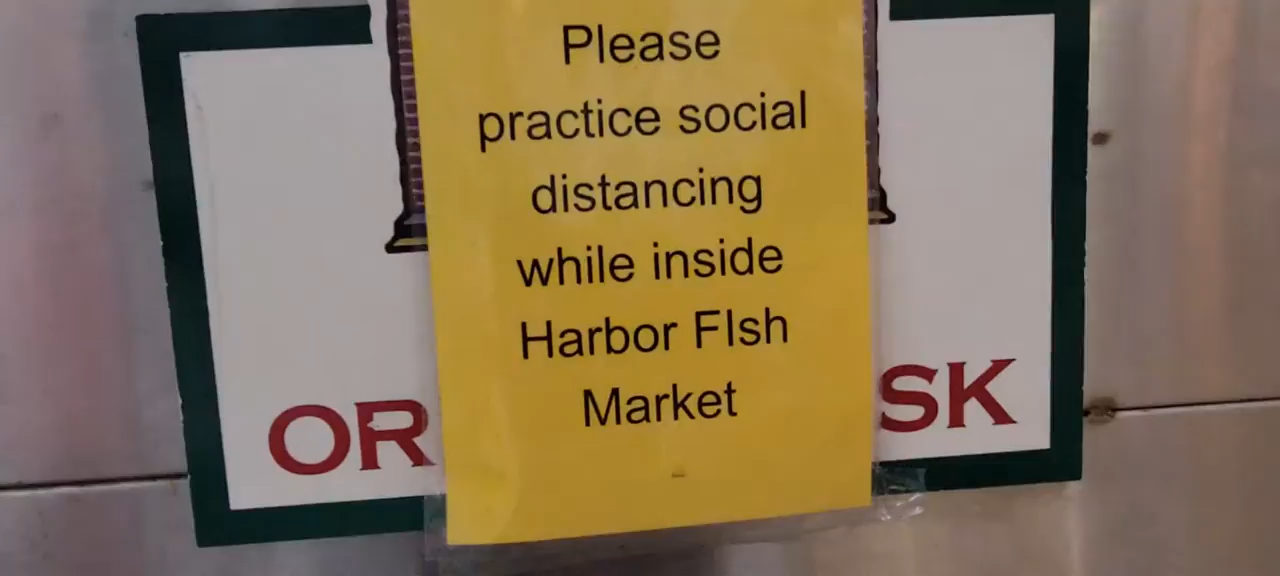 Please
practice social
distancing
while inside
Harbor FIsh
Market
OR
SK